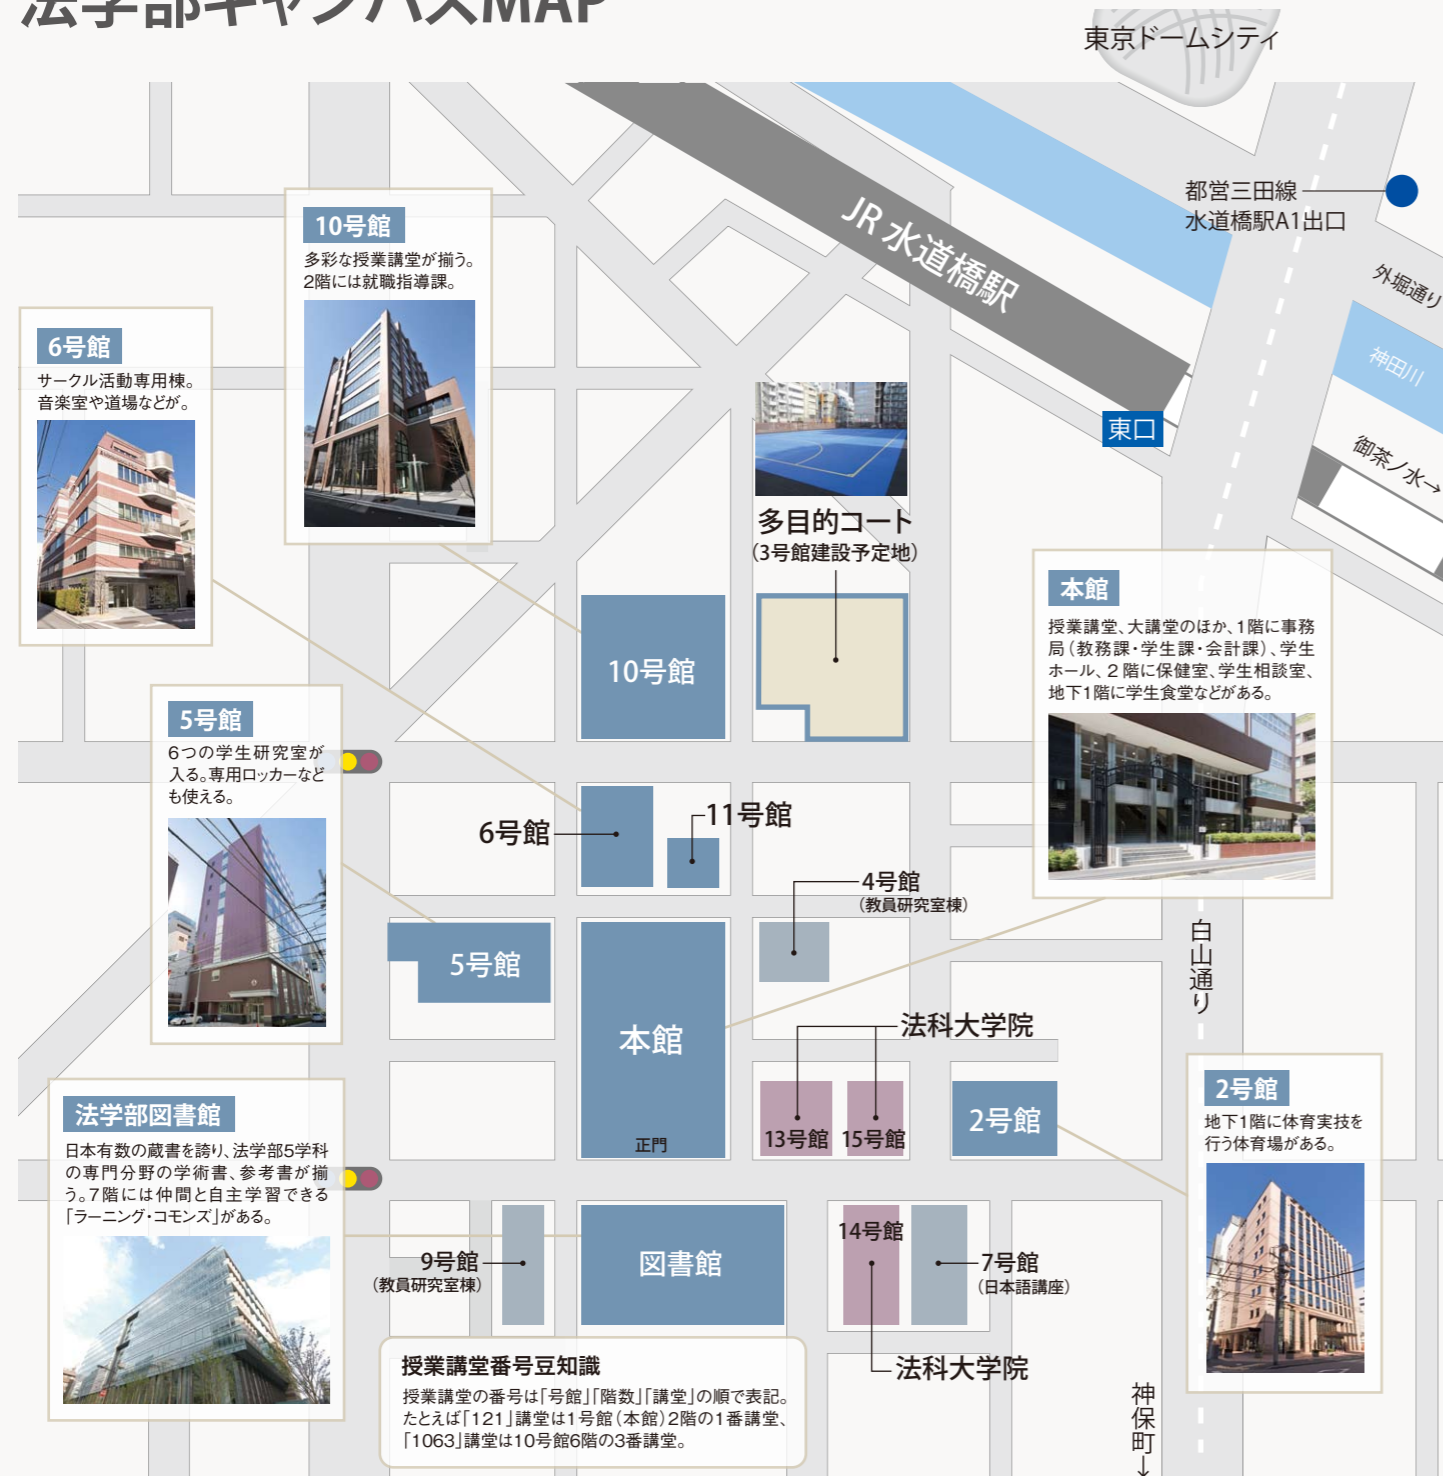 法学部キャンパスMAP
東京ドームシティ
都営三田線
水道橋駅A1出口
外堀通り
JR 水道橋駅
神田川
東口
御茶ノ水→
10号館
多彩な授業講堂が揃う。
2階には就職指導課。
6号館
サークル活動専用棟。
音楽室や道場などが。
多目的コート
(3号館建設予定地)
本館
授業講堂、大講堂のほか、1階に事務
局(教務課・学生課・会計課)、学生
ホール、2階に保健室、学生相談室、
地下1階に学生食堂などがある。
10号館
5号館
6つの学生研究室が
入る。専用ロッカーなど
も使える。
6号館
11号館
4号館
(教員研究室棟)
5号館
本館
正門
白山通り
法科大学院
13号館
15号館
2号館
2号館
地下1階に体育実技を
行う体育場がある。
法学部図書館
日本有数の蔵書を誇り、法学部5学科
の専門分野の学術書、参考書が揃
う。7階には仲間と自主学習できる
「ラーニング・コモンズ」がある。
9号館
(教員研究室棟)
図書館
14号館
7号館
(日本語講座)
法科大学院
授業講堂番号豆知識
授業講堂の番号は「号館」「階数」「講堂」の順で表記。
たとえば「121」講堂は1号館(本館)2階の1番講堂、
「1063」講堂は10号館6階の3番講堂。
神保町↓